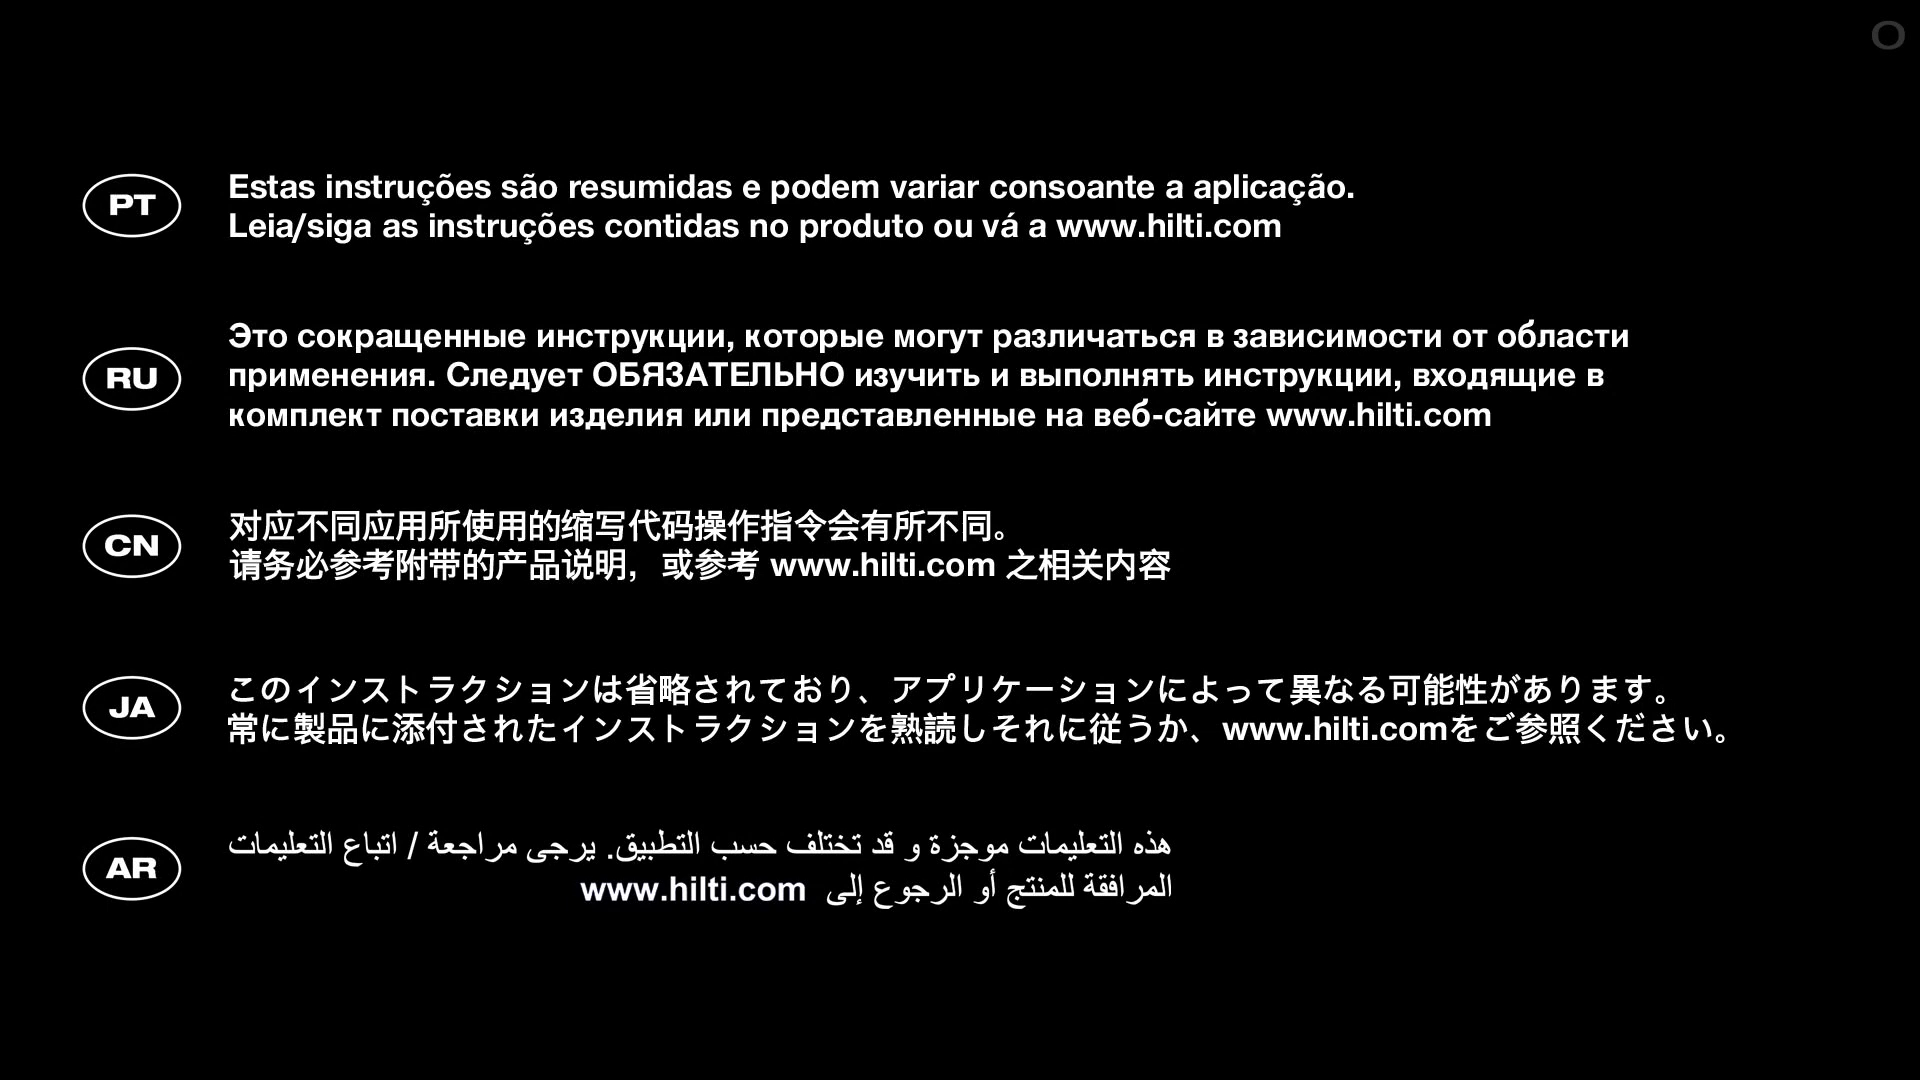 O
PT
Estas instruções são resumidas e podem variar consoante a aplicação.
Leia/siga as instruções contidas no produto ou vá a www.hilti.com
RU
Это сокращенные инструкции, которые могут различаться в зависимости от области
применения. Следует ОБЯЗАТЕЛЬНО изучить и выполнять инструкции, входящие в
комплект поставки изделия или представленные на веб-сайте www.hilti.com
CN
对应不同应用所使用的缩写代码操作指令会有所不同。
请务必参考附带的产品说明，或参考 www.hilti.com 之相关内容
JA
このインストラクションは省略されており、アプリケーションによって異なる可能性があります。
常に製品に添付されたインストラクションを熟読しそれに従うか、www.hilti.comをご参照ください。
AR
هذه التعليمات موجزة و قد تختلف حسب التطبيق. يرجى مراجعة / اتباع التعليمات
المرافقة للمنتج أو الرجوع إلى www.hilti.com